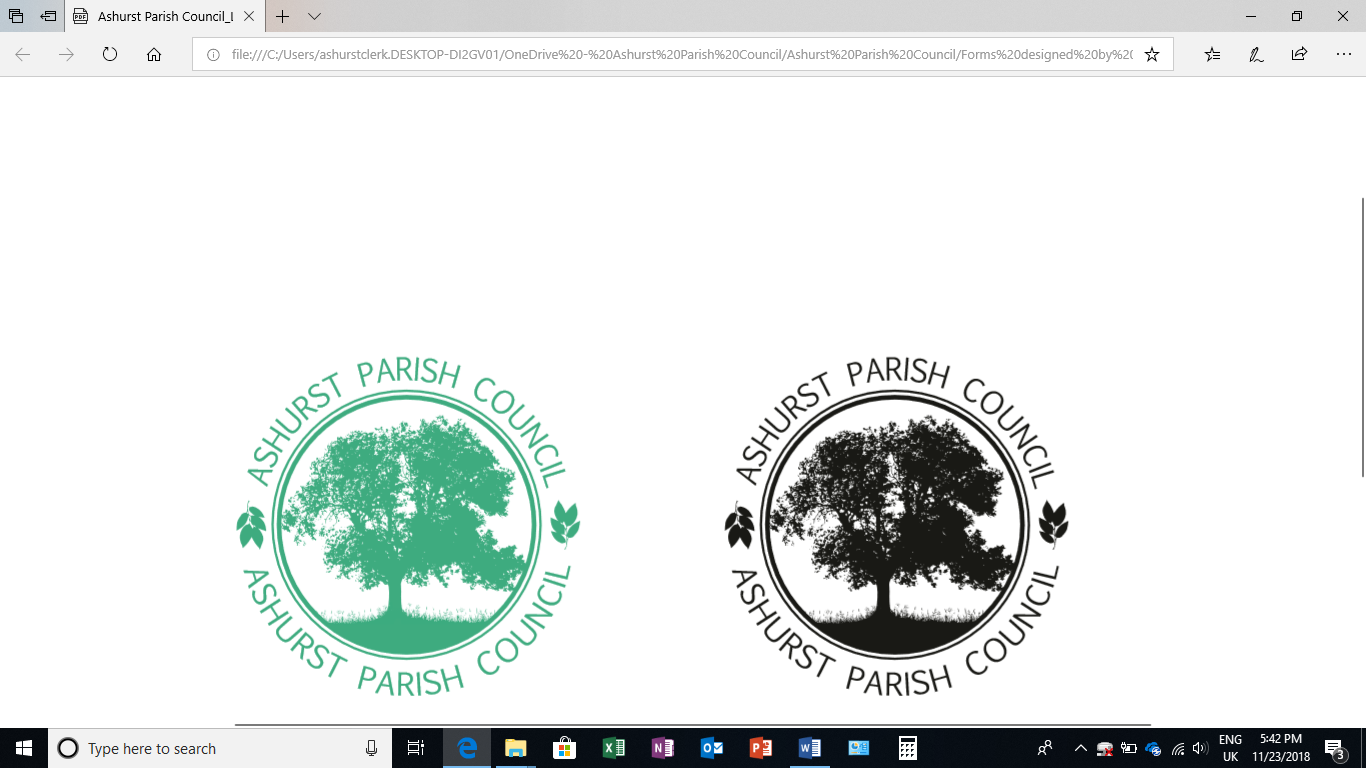 Ashurst Parish Council_L
file:///C:/Users/ashurstclerk.DESKTOP-DI2GV01/OneDrive%20-%20Ashurst%20Parish%20Council/Ashurst%20Parish%20Council/Forms%20designed%20by%20
ASHURST PARISH COUNCIL
ASHURST PARISH COUNCIL
ASHURST PARISH COUNCIL
ASHURST PARISH COUNCIL
Type here to search
ENG
UK
5:42 PM
11/23/2018
3